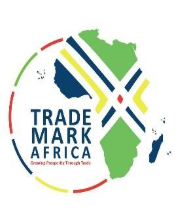 TRADE
MARK
AFRICA
Growing Prosperity Through Trade